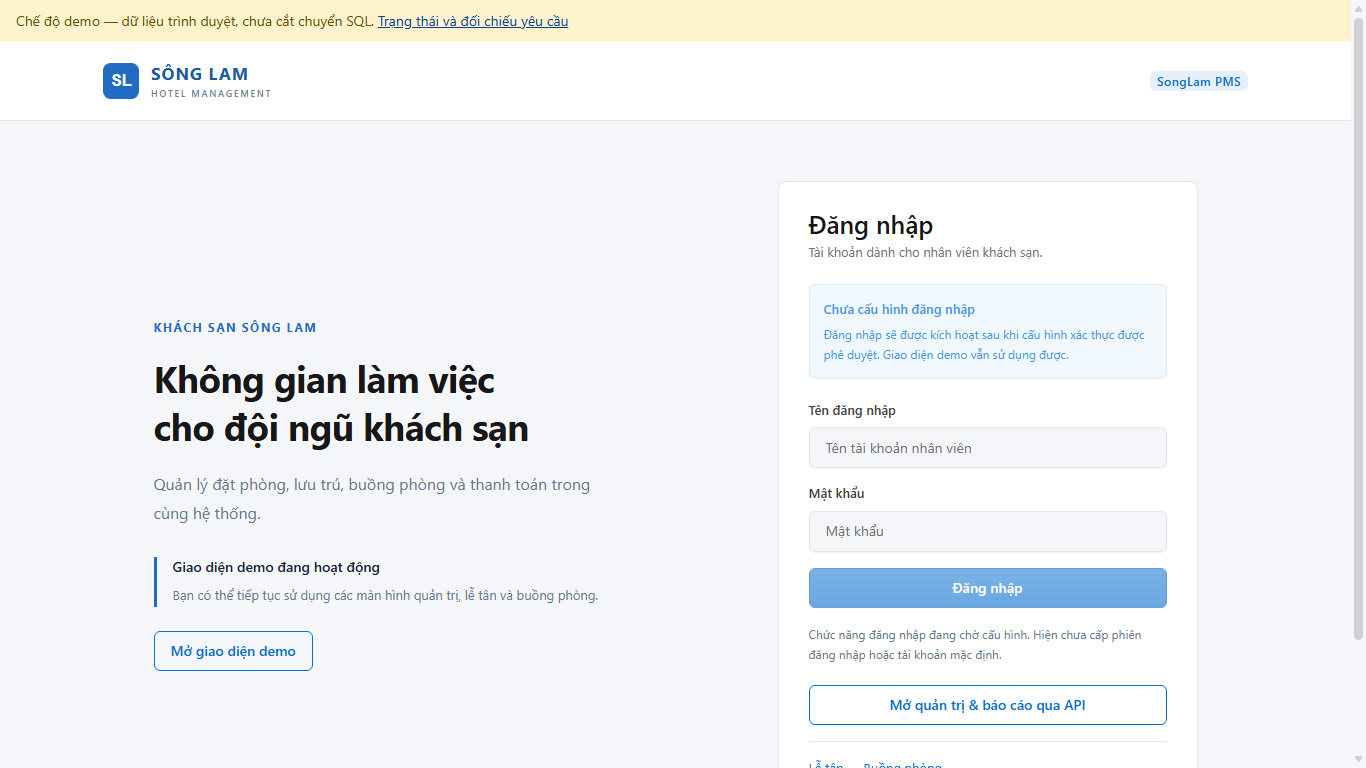 Chế độ demo — dữ liệu trình duyệt, chưa cắt chuyển SQL. Trạng thái và đối chiếu yêu cầu
SL
SÔNG LAM
HOTEL MANAGEMENT
SongLam PMS
KHÁCH SẠN SÔNG LAM
Không gian làm việc
cho đội ngũ khách sạn
Quản lý đặt phòng, lưu trú, buồng phòng và thanh toán trong
cùng hệ thống.
Giao diện demo đang hoạt động
Bạn có thể tiếp tục sử dụng các màn hình quản trị, lễ tân và buồng phòng.
Mở giao diện demo
Đăng nhập
Tài khoản dành cho nhân viên khách sạn.
Chưa cấu hình đăng nhập
Đăng nhập sẽ được kích hoạt sau khi cấu hình xác thực được
phê duyệt. Giao diện demo vẫn sử dụng được.
Tên đăng nhập
Tên tài khoản nhân viên
Mật khẩu
Mật khẩu
Đăng nhập
Chức năng đăng nhập đang chờ cấu hình. Hiện chưa cấp phiên
đăng nhập hoặc tài khoản mặc định.
Mở quản trị & báo cáo qua API
Lễ tân — Buồng phòng